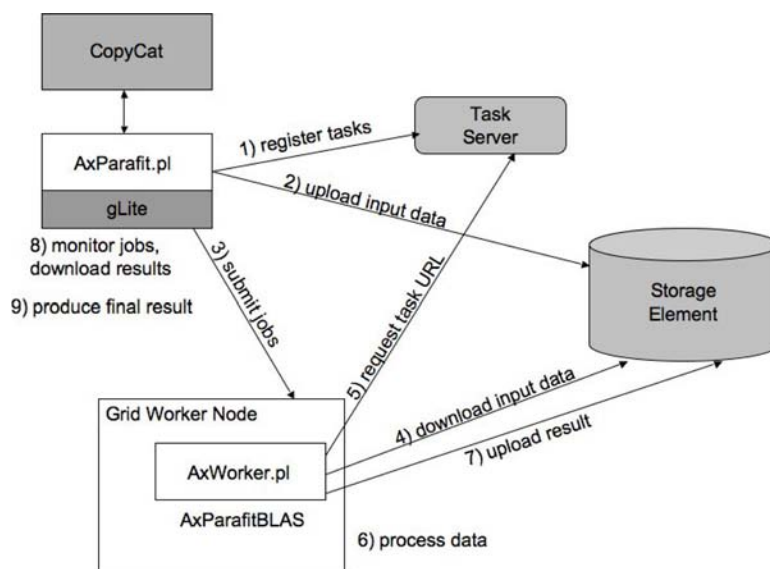 CopyCat
AxParafit.pl
gLite
Task
Server
1) register tasks
2) upload input data
8) monitor jobs,
download results
9) produce final result
3) submit jobs
5) request task URL
Storage
Element
4) download input data
7) upload result
Grid Worker Node
AxWorker.pl
AxParafitBLAS
6) process data